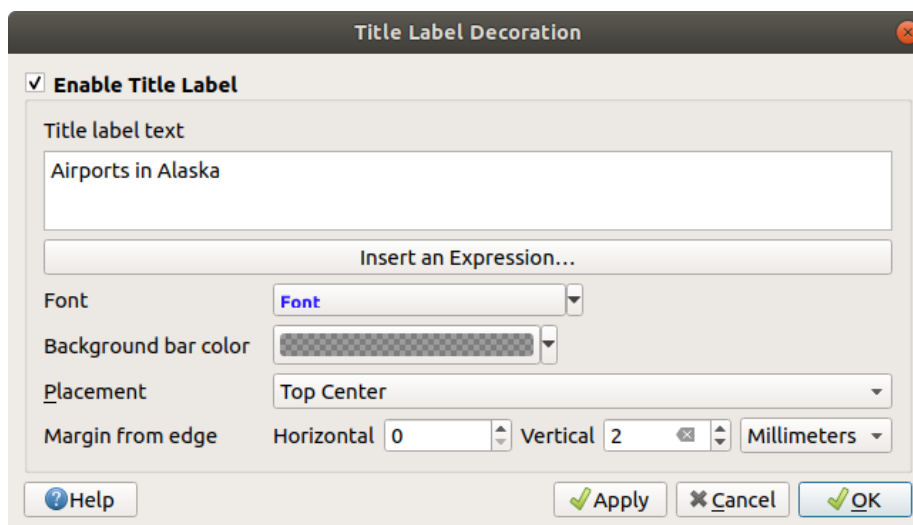 Title Label Decoration
Enable Title Label
Title label text
Airports in Alaska
Insert an Expression...
Font Font
Background bar color
Placement Top Center
Margin from edge Horizontal 0 Vertical 2 Millimeters
Help Apply Cancel OK